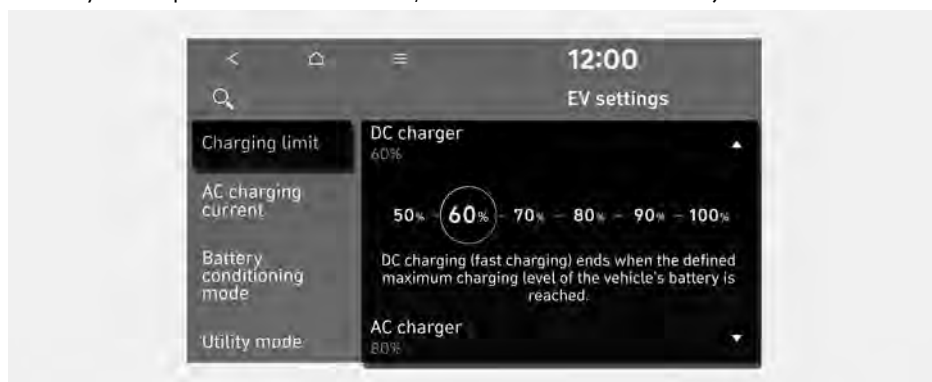 12:00
EV settings
Charging limit
AC charging
current
Battery
conditioning
mode
Utility mode
DC charger
60%
50% - 60% - 70% - 80% - 90% - 100%
DC charging (fast charging) ends when the defined
maximum charging level of the vehicle's battery is
reached.
AC charger
80%